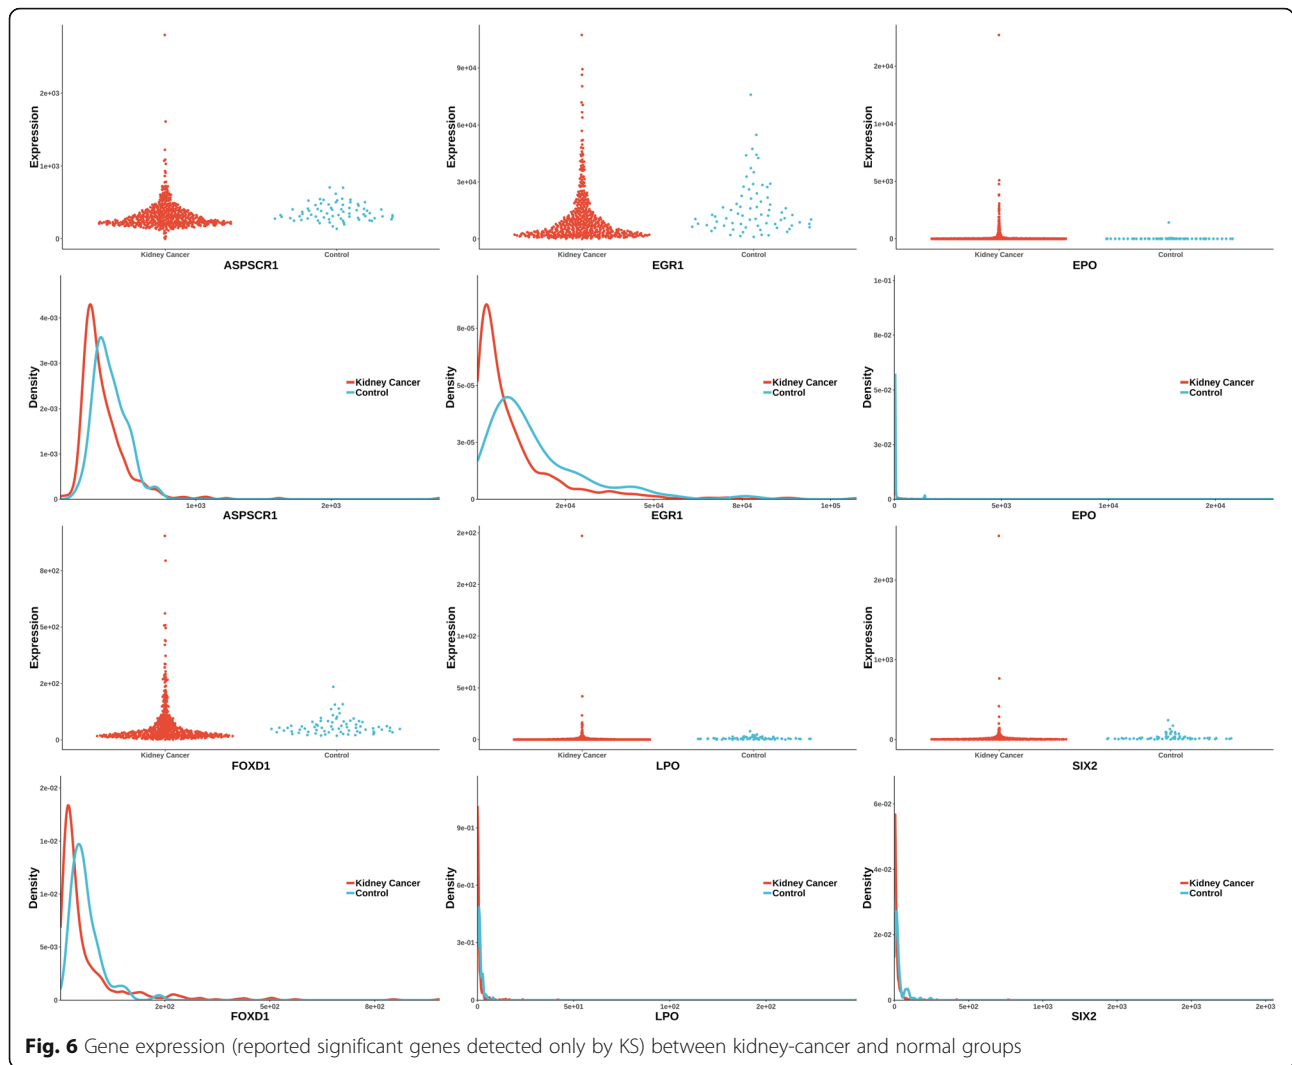 Expression
2e+03
1e+03
0
Kidney Cancer Control
ASPSCR1
Expression
9e+04
6e+04
3e+04
0
Kidney Cancer Control
EGR1
Expression
2e+04
1e+04
5e+03
0
Kidney Cancer Control
EPO
Density
4e-03
3e-03
2e-03
1e-03
0
Kidney Cancer
Control
1e+03 2e+03
ASPSCR1
Density
8e-05
5e-05
3e-05
0
Kidney Cancer
Control
2e+04 5e+04 8e+04 1e+05
EGR1
Density
1e-01
8e-02
5e-02
3e-02
0
Kidney Cancer
Control
0 5e+03 1e+04 2e+04
EPO
Expression
8e+02
5e+02
2e+02
0
Kidney Cancer Control
FOXD1
Expression
2e+02
2e+02
1e+02
5e+01
0
Kidney Cancer Control
LPO
Expression
2e+03
1e+03
0
Kidney Cancer Control
SIX2
Density
2e-02
1e-02
1e-02
5e-03
0
Kidney Cancer
Control
2e+02 5e+02 8e+02
FOXD1
Density
9e-01
6e-01
3e-01
0
Kidney Cancer
Control
0 5e+01 1e+02 2e+02
LPO
Density
6e-02
4e-02
2e-02
0
Kidney Cancer
Control
0 5e+02 1e+03 2e+03 2e+03 2e+03
SIX2
Fig. 6 Gene expression (reported significant genes detected only by KS) between kidney-cancer and normal groups